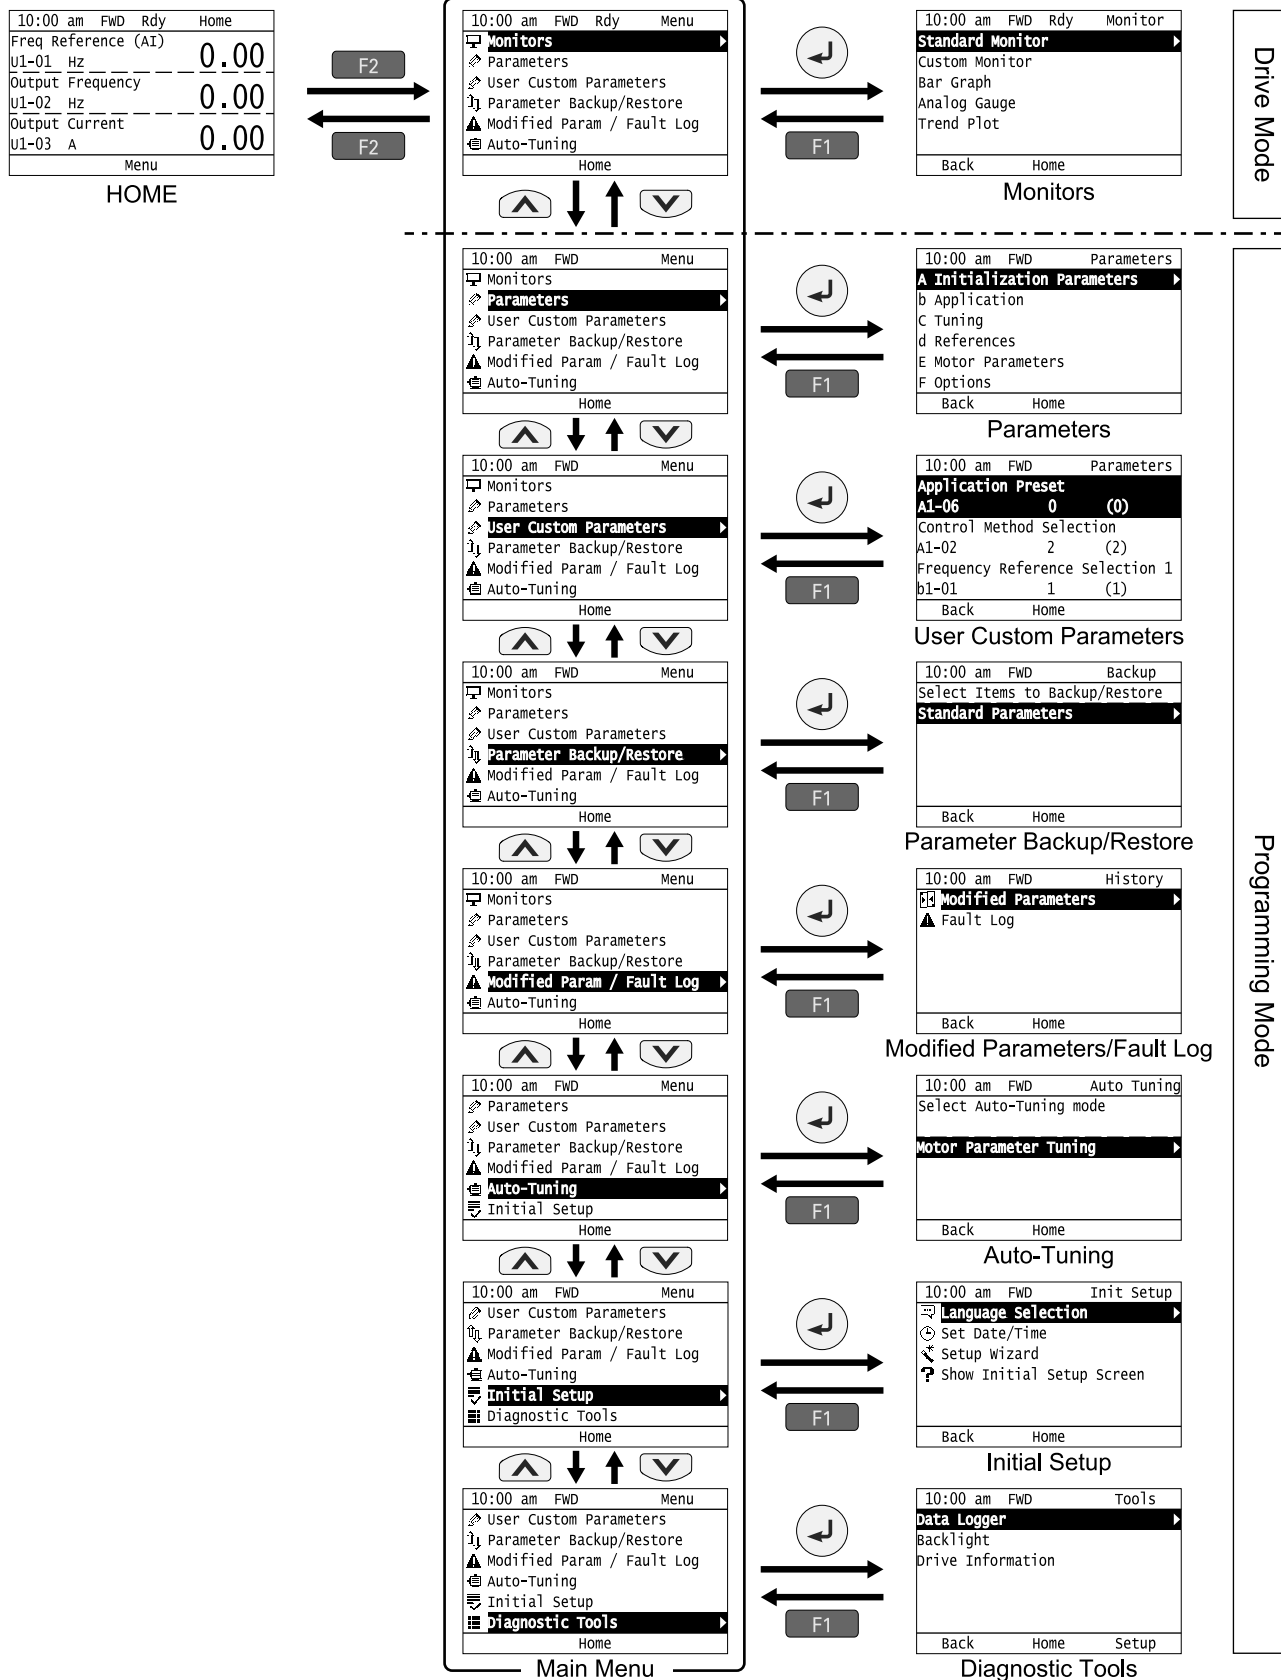 10:00 am FWD Rdy Home
Freq Reference (AI)
U1-01 Hz 0.00
Output Frequency
U1-02 Hz 0.00
Output Current
U1-03 A 0.00
Menu
HOME
F2
F2
10:00 am FWD Rdy Menu
Monitors
Parameters
User Custom Parameters
Parameter Backup/Restore
Modified Param / Fault Log
Auto-Tuning
Home
F1
10:00 am FWD Rdy Monitor
Standard Monitor
Custom Monitor
Bar Graph
Analog Gauge
Trend Plot
Back Home
Monitors
Drive Mode
10:00 am FWD Menu
Monitors
Parameters
User Custom Parameters
Parameter Backup/Restore
Modified Param / Fault Log
Auto-Tuning
Home
F1
10:00 am FWD Parameters
A Initialization Parameters
b Application
C Tuning
d References
E Motor Parameters
F Options
Back Home
Parameters
10:00 am FWD Menu
Monitors
Parameters
User Custom Parameters
Parameter Backup/Restore
Modified Param / Fault Log
Auto-Tuning
Home
F1
10:00 am FWD Parameters
Application Preset
A1-06 0 (0)
Control Method Selection
A1-02 2 (2)
Frequency Reference Selection 1
b1-01 1 (1)
Back Home
User Custom Parameters
10:00 am FWD Menu
Monitors
Parameters
User Custom Parameters
Parameter Backup/Restore
Modified Param / Fault Log
Auto-Tuning
Home
F1
10:00 am FWD Backup
Select Items to Backup/Restore
Standard Parameters
Back Home
Parameter Backup/Restore
10:00 am FWD Menu
Monitors
Parameters
User Custom Parameters
Parameter Backup/Restore
Modified Param / Fault Log
Auto-Tuning
Home
F1
10:00 am FWD History
Modified Parameters
Fault Log
Back Home
Modified Parameters/Fault Log
Programming Mode
10:00 am FWD Menu
Parameters
User Custom Parameters
Parameter Backup/Restore
Modified Param / Fault Log
Auto-Tuning
Initial Setup
Home
F1
10:00 am FWD Auto Tuning
Select Auto-Tuning mode
Motor Parameter Tuning
Back Home
Auto-Tuning
10:00 am FWD Menu
User Custom Parameters
Parameter Backup/Restore
Modified Param / Fault Log
Auto-Tuning
Initial Setup
Diagnostic Tools
Home
F1
10:00 am FWD Init Setup
Language Selection
Set Date/Time
Setup Wizard
? Show Initial Setup Screen
Back Home
Initial Setup
10:00 am FWD Menu
User Custom Parameters
Parameter Backup/Restore
Modified Param / Fault Log
Auto-Tuning
Initial Setup
Diagnostic Tools
Home
Main Menu
F1
10:00 am FWD Tools
Data Logger
Backlight
Drive Information
Back Home Setup
Diagnostic Tools